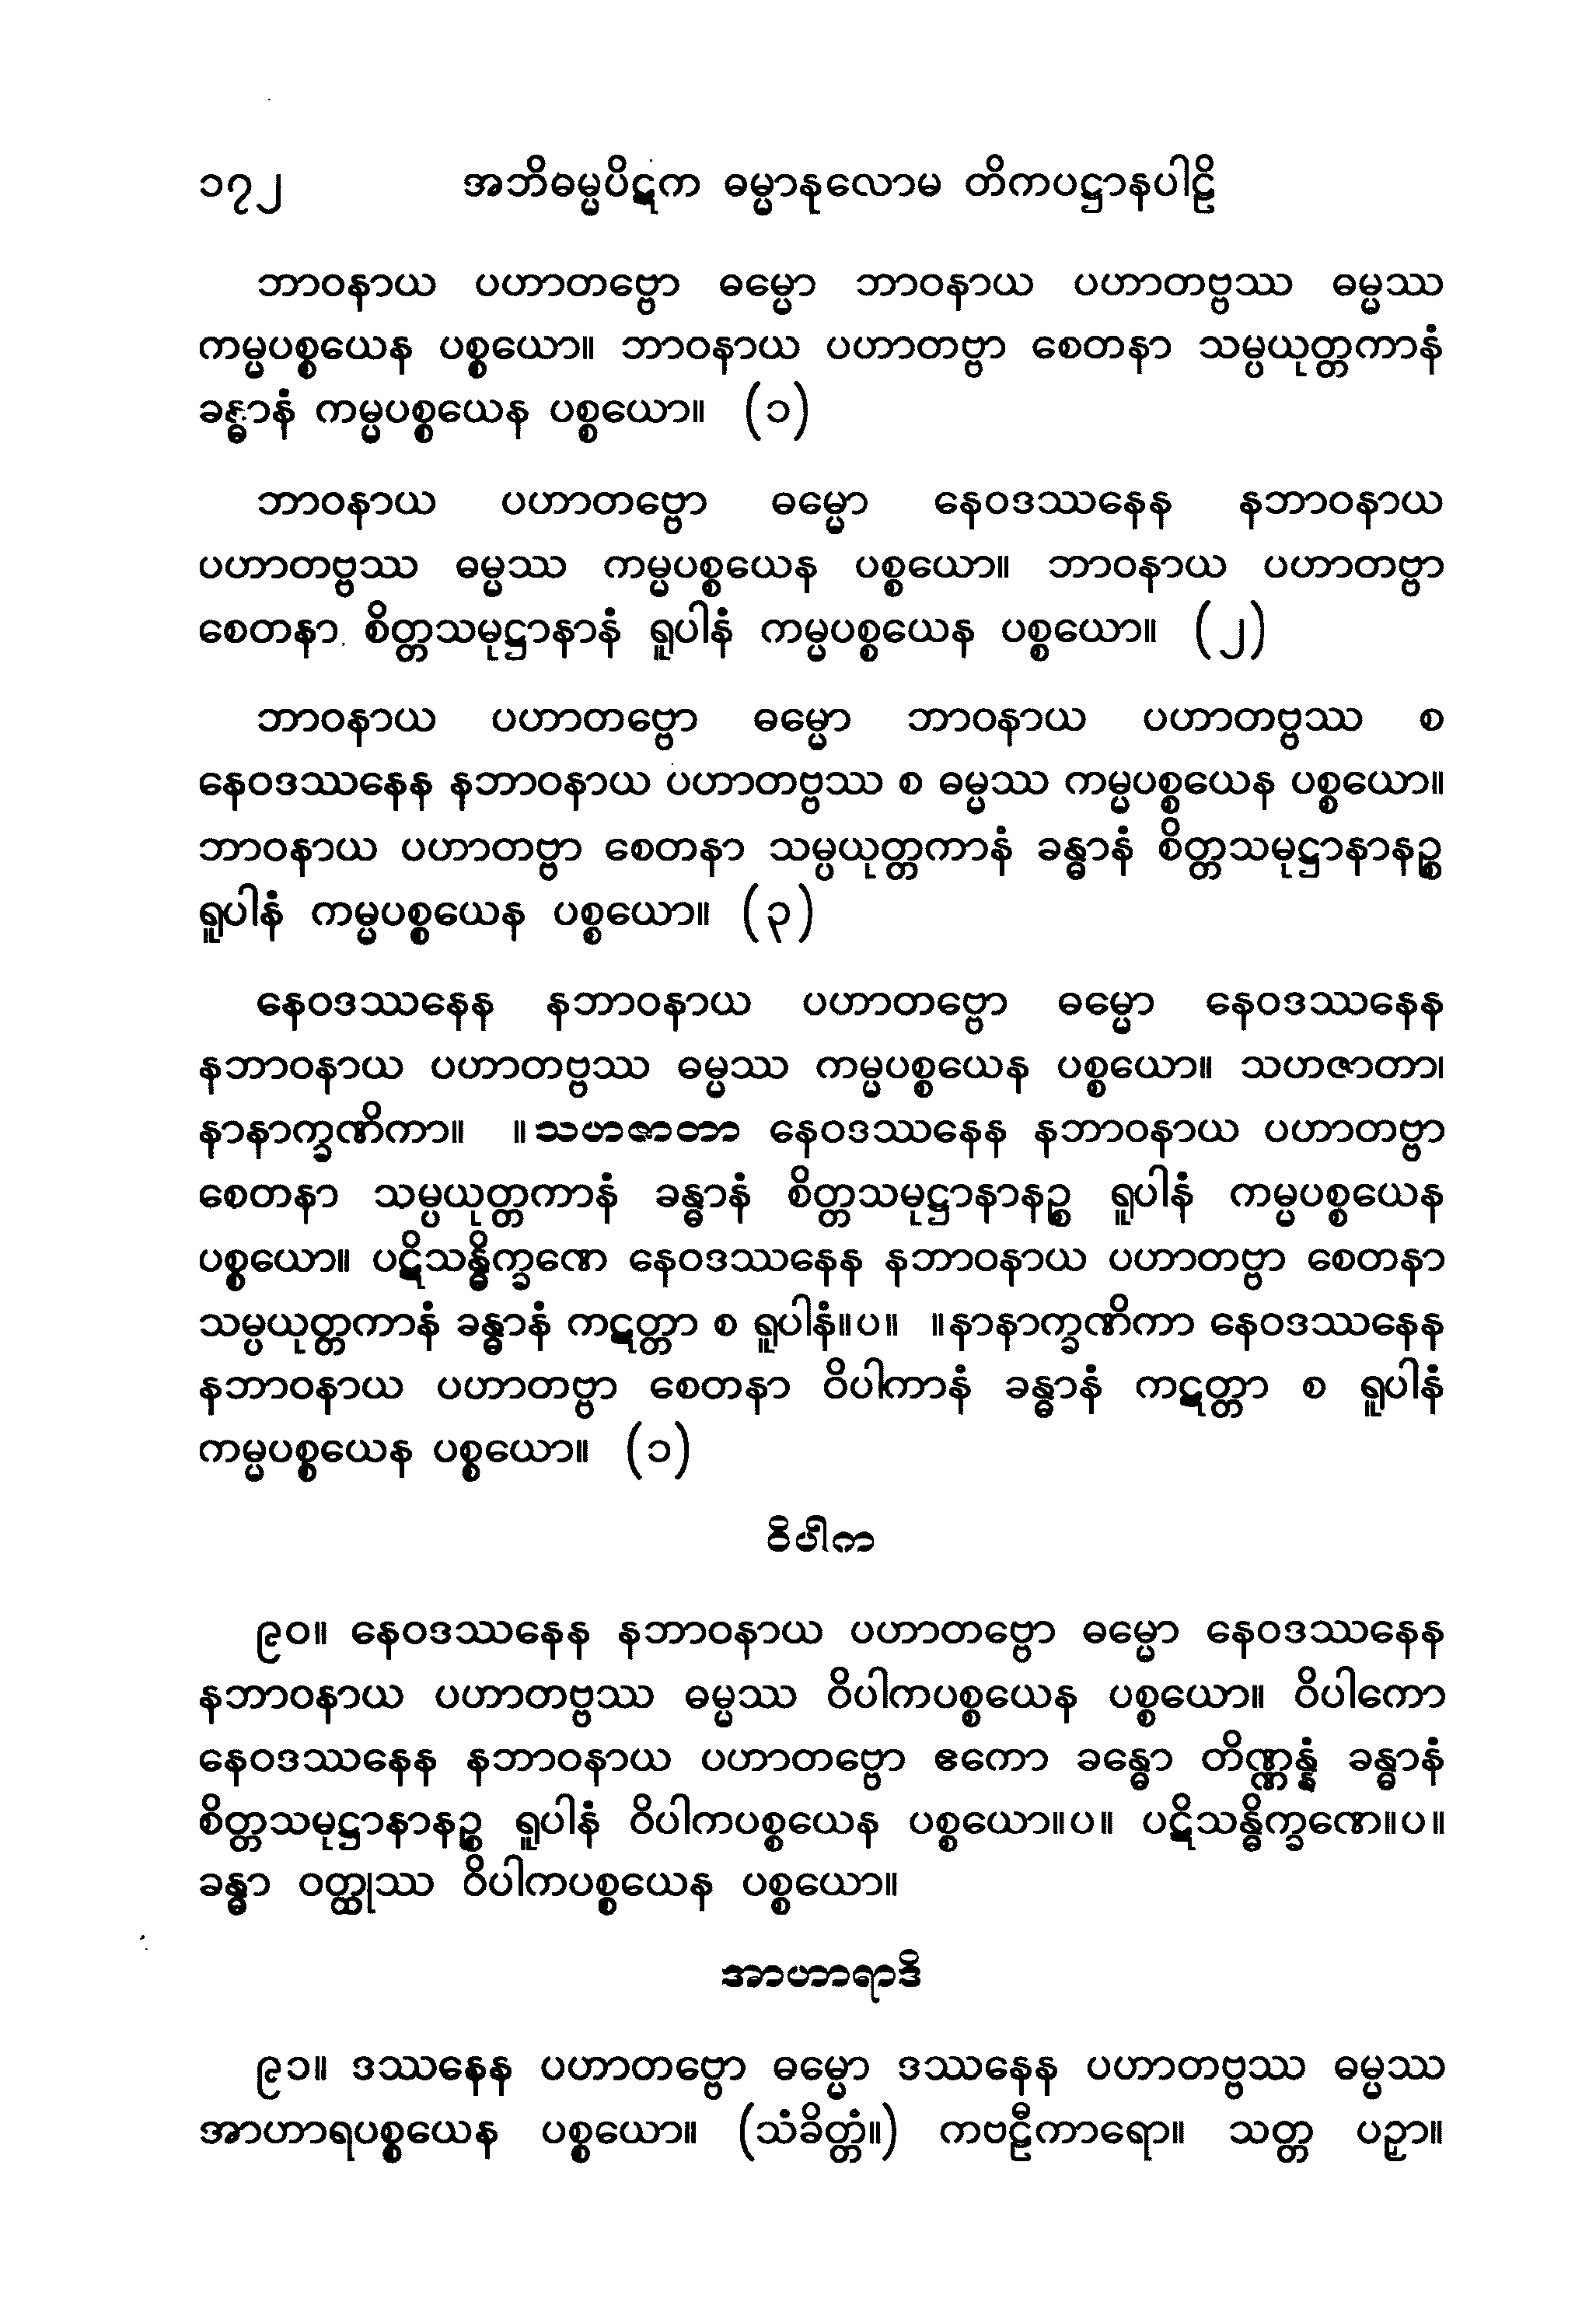 ၁၇၂ အဘိဓမ္မပိဋက ဓမ္မာနုလောမ တိကပဋ္ဌာနပါဠိ
ဘာဝနာယ ပဟာတဗ္ဗော ဓမ္မော ဘာဝနာယ ပဟာတဗ္ဗဿ ဓမ္မဿ
ကမ္မပစ္စယေန ပစ္စယော။ ဘာဝနာယ ပဟာတဗ္ဗာ စေတနာ သမ္ပယုတ္တကာနံ
ခန္ဓာနံ ကမ္မပစ္စယေန ပစ္စယော။ (၁)
ဘာဝနာယ ပဟာတဗ္ဗော ဓမ္မော နေဝဒဿနေန နဘာဝနာယ
ပဟာတဗ္ဗဿ ဓမ္မဿ ကမ္မပစ္စယေန ပစ္စယော။ ဘာဝနာယ ပဟာတဗ္ဗာ
စေတနာ စိတ္တသမုဋ္ဌာနာနံ ရူပါနံ ကမ္မပစ္စယေန ပစ္စယော။ (၂)
ဘာဝနာယ ပဟာတဗ္ဗော ဓမ္မော ဘာဝနာယ ပဟာတဗ္ဗဿ စ
နေဝဒဿနေန နဘာဝနာယ ပဟာတဗ္ဗဿ စ ဓမ္မဿ ကမ္မပစ္စယေန ပစ္စယော။
ဘာဝနာယ ပဟာတဗ္ဗာ စေတနာ သမ္ပယုတ္တကာနံ ခန္ဓာနံ စိတ္တသမုဋ္ဌာနာနဉ္စ
ရူပါနံ ကမ္မပစ္စယေန ပစ္စယော။ (၃)
နေဝဒဿနေန နဘာဝနာယ ပဟာတဗ္ဗော ဓမ္မော နေဝဒဿနေန
နဘာဝနာယ ပဟာတဗ္ဗဿ ဓမ္မဿ ကမ္မပစ္စယေန ပစ္စယော။ သဟဇာတာ၊
နာနာက္ခဏိကာ။ ။သဟဇာတာ နေဝဒဿနေန နဘာဝနာယ ပဟာတဗ္ဗာ
စေတနာ သမ္ပယုတ္တကာနံ ခန္ဓာနံ စိတ္တသမုဋ္ဌာနာနဉ္စ ရူပါနံ ကမ္မပစ္စယေန
ပစ္စယော။ ပဋိသန္ဓိက္ခဏေ နေဝဒဿနေန နဘာဝနာယ ပဟာတဗ္ဗာ စေတနာ
သမ္ပယုတ္တကာနံ ခန္ဓာနံ ကဋတ္တာ စ ရူပါနံ။ပ။ ။နာနာက္ခဏိကာ နေဝဒဿနေန
နဘာဝနာယ ပဟာတဗ္ဗာ စေတနာ ဝိပါကာနံ ခန္ဓာနံ ကဋတ္တာ စ ရူပါနံ
ကမ္မပစ္စယေန ပစ္စယော။ (၁)
ဝိပါက
၉၀။ နေဝဒဿနေန နဘာဝနာယ ပဟာတဗ္ဗော ဓမ္မော နေဝဒဿနေန
နဘာဝနာယ ပဟာတဗ္ဗဿ ဓမ္မဿ ဝိပါကပစ္စယေန ပစ္စယော။ ဝိပါကော
နေဝဒဿနေန နဘာဝနာယ ပဟာတဗ္ဗော ဧကော ခန္ဓော တိဏ္ဏန္နံ ခန္ဓာနံ
စိတ္တသမုဋ္ဌာနာနဉ္စ ရူပါနံ ဝိပါကပစ္စယေန ပစ္စယော။ပ။ ပဋိသန္ဓိက္ခဏေ။ပ။
ခန္ဓာ ဝတ္ထုဿ ဝိပါကပစ္စယေန ပစ္စယော။
အာဟာရာဒိ
၉၁။ ဒဿနေန ပဟာတဗ္ဗော ဓမ္မော ဒဿနေန ပဟာတဗ္ဗဿ ဓမ္မဿ
အာဟာရပစ္စယေန ပစ္စယော။ (သံခိတ္တံ။) ကဗဠီကာရော။ သတ္တ ပဉှာ။